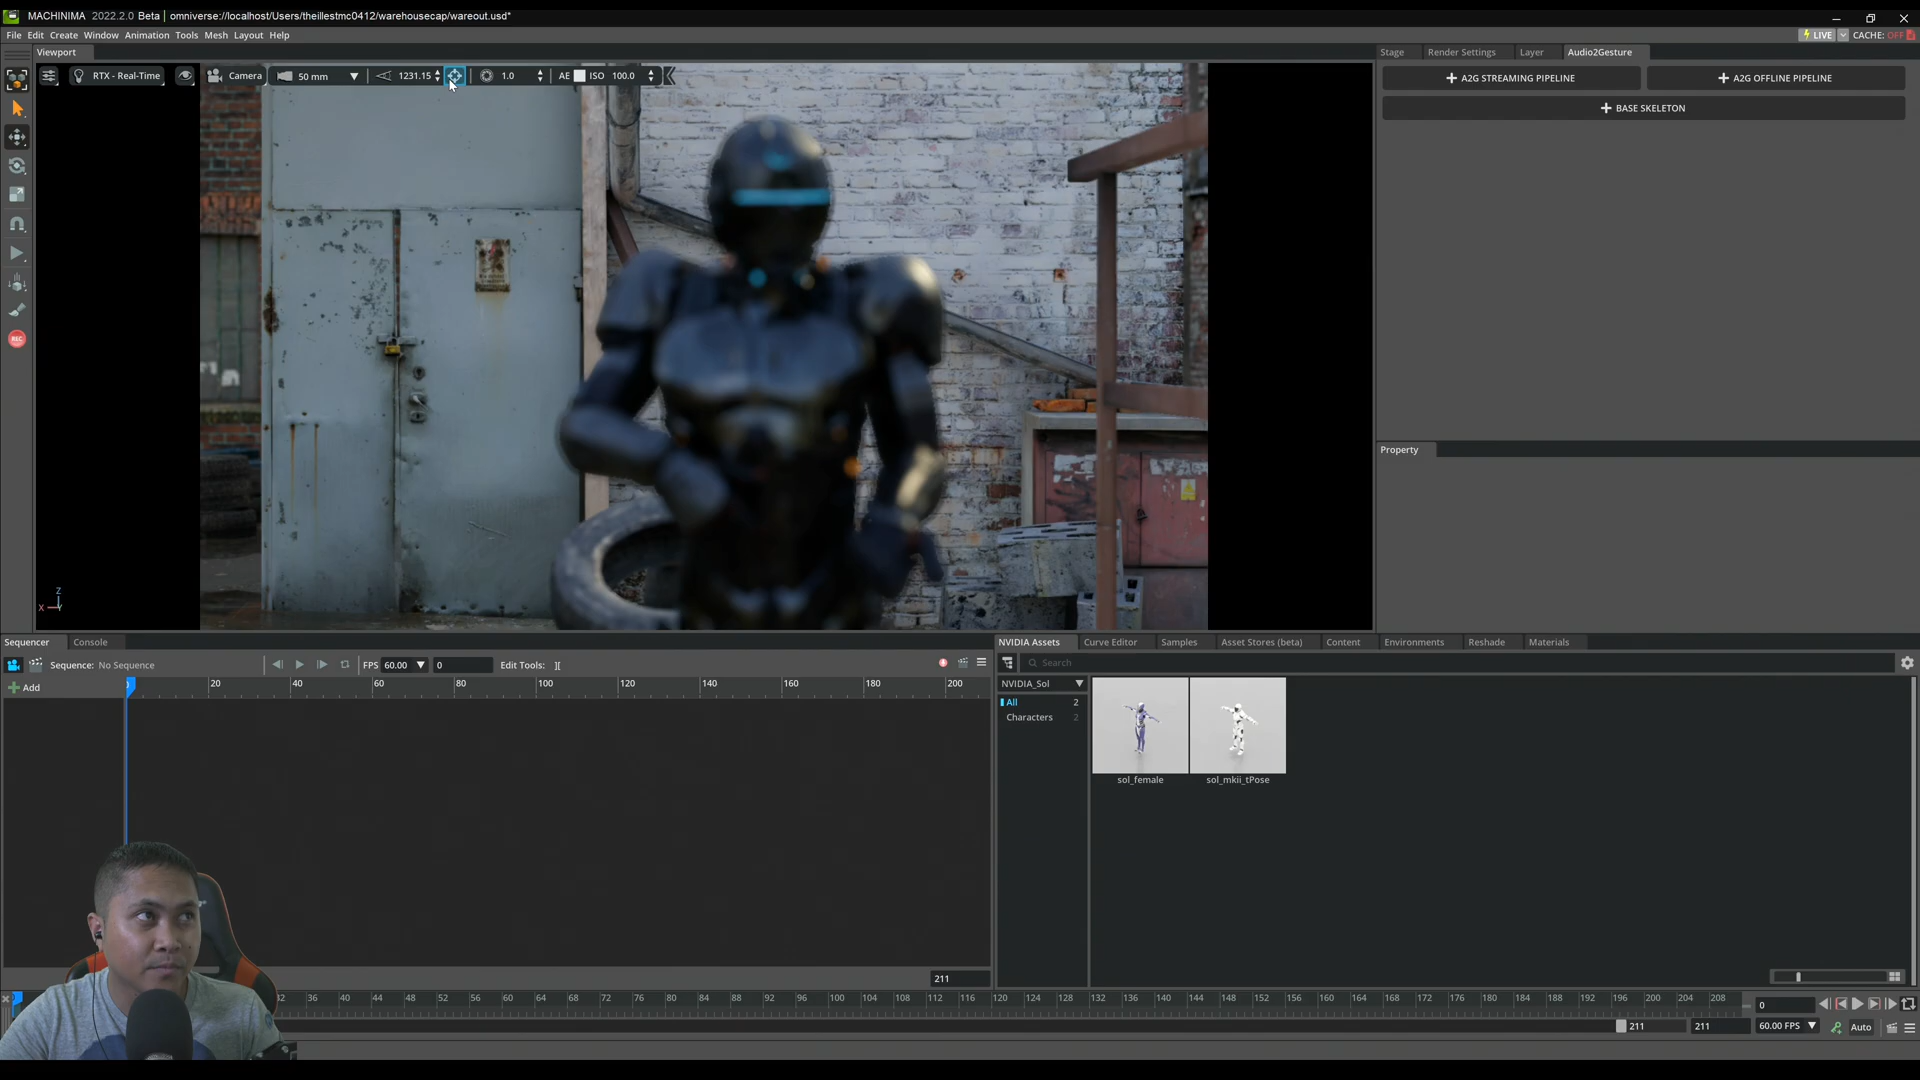 MACHINIMA 2022.2.0 Beta omniverse://localhost/Users/theillestmc0412/warehousecap/wareout.usd*
File Edit Create Window Animation Tools Mesh Layout Help
LIVE CACHE: OFF
Viewport
Stage Render Settings Layer Audio2Gesture
RTX - Real-Time Camera 50 mm 1231.15 1.0 AE ISO 100.0
A2G STREAMING PIPELINE A2G OFFLINE PIPELINE
BASE SKELETON
REC
Property
Z
X Y
Sequencer Console
NVIDIA Assets Curve Editor Samples Asset Stores (beta) Content Environments Reshade Materials
Sequence: No Sequence FPS 60.00 0 Edit Tools:
Search
Add
20 40 60 80 100 120 140 160 180 200
NVIDIA_Sol
All 2
Characters 2
sol_female sol_mkii_tPose
211
32 36 40 44 48 52 56 60 64 68 72 76 80 84 88 92 96 100 104 108 112 116 120 124 128 132 136 140 144 148 152 156 160 164 168 172 176 180 184 188 192 196 200 204 208
0
211 211 60.00 FPS Auto